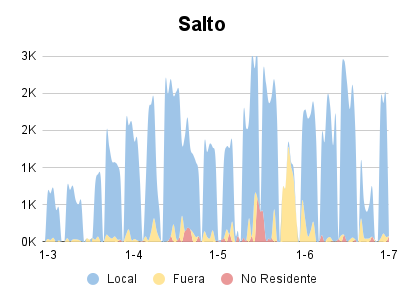 Salto
3K
2K
2K
1K
1K
0K
1-3 1-4 1-5 1-6 1-7
Local Fuera No Residente